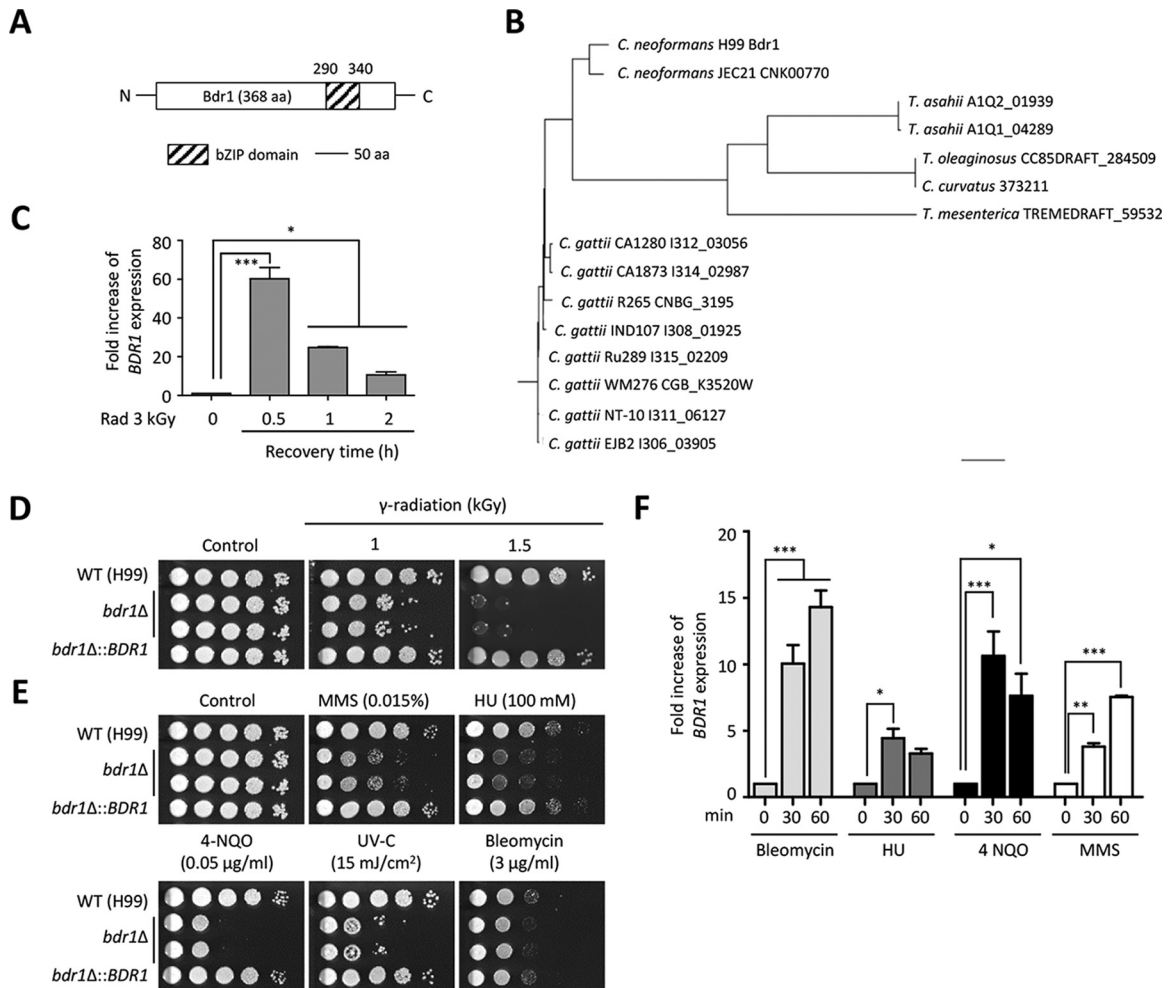 A
290 340
N
Bdr1 (368 aa)
C
bZIP domain
50 aa
B
C. neoformans H99 Bdr1
C. neoformans JEC21 CNK00770
T. asahii A1Q2_01939
T. asahii A1Q1_04289
T. oleaginosus CC85DRAFT_284509
C. curvatus 373211
T. mesenterica TREMEDRAFT_59532
C. gattii CA1280 I312_03056
C. gattii CA1873 I314_02987
C. gattii R265 CNBG_3195
C. gattii IND107 I308_01925
C. gattii Ru289 I315_02209
C. gattii WM276 CGB_K3520W
C. gattii NT-10 I311_06127
C. gattii EJB2 I306_03905
C
Fold increase of
BDR1 expression
80
60
40
20
0
*
***
Rad 3 kGy 0 0.5 1 2
Recovery time (h)
D
γ-radiation (kGy)
Control 1 1.5
WT (H99)
bdr1Δ
bdr1Δ::BDR1
E
Control MMS (0.015%) HU (100 mM)
WT (H99)
bdr1Δ
bdr1Δ::BDR1
4-NQO UV-C Bleomycin
(0.05 μg/ml) (15 mJ/cm²) (3 μg/ml)
WT (H99)
bdr1Δ
bdr1Δ::BDR1
F
Fold increase of
BDR1 expression
20
15
10
5
0
***
*
*
***
***
**
min 0 30 60 0 30 60 0 30 60 0 30 60
Bleomycin HU 4 NQO MMS